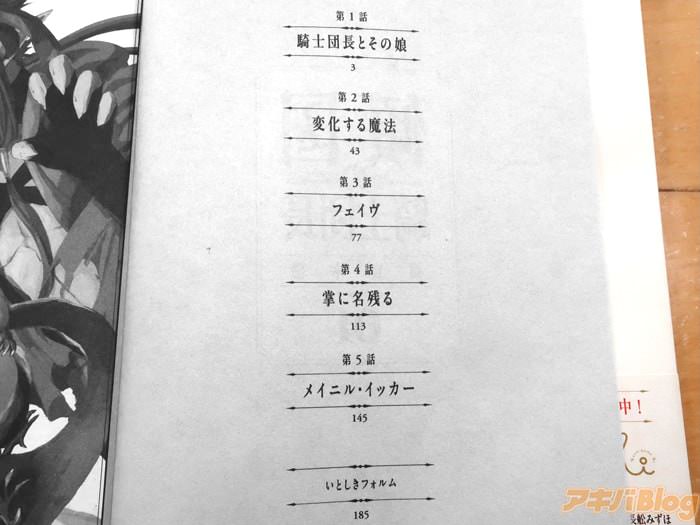 第1話
騎士団長とその娘
3
第2話
変化する魔法
43
第3話
フェイヴ
77
第4話
掌に名残る
113
第5話
メイニル・イッカー
145
いとしきフォルム
185
中!
みずほ
アキバBlog